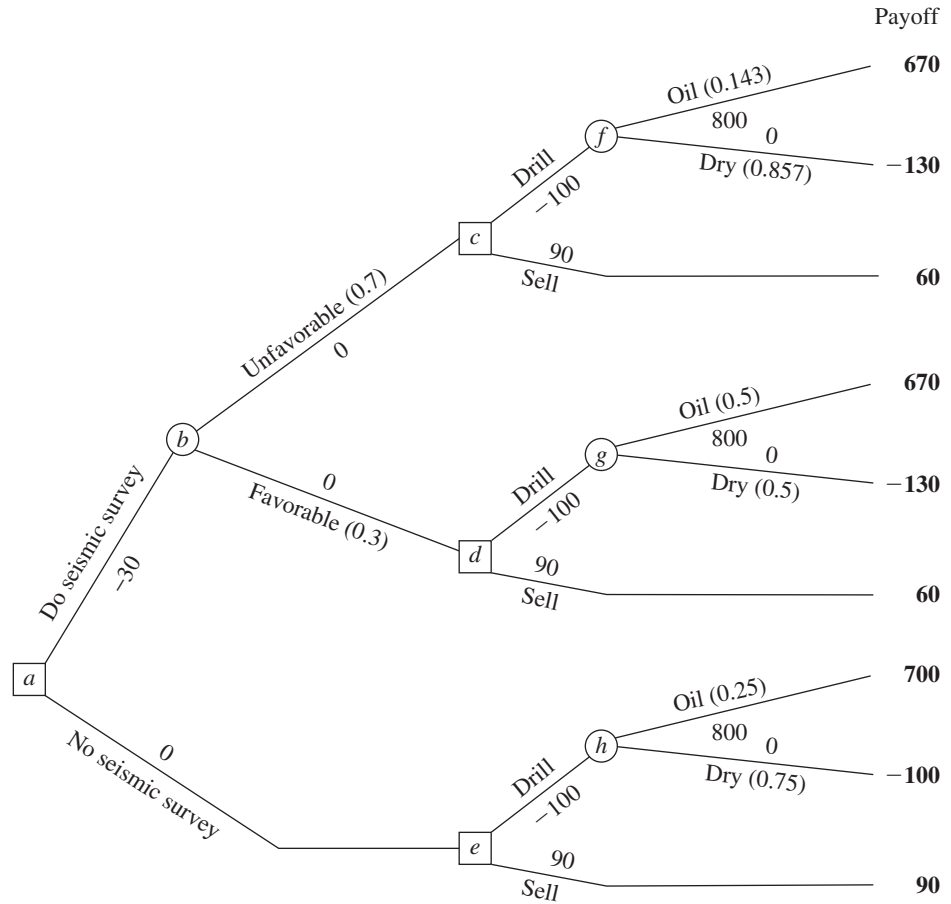 Payoff
670
Oil (0.143)
800
0
f
Drill
Dry (0.857)
−130
−100
c
90
60
Sell
Unfavorable (0.7)
0
670
Oil (0.5)
800
0
b
g
Drill
Dry (0.5)
−130
0
−100
Favorable (0.3)
d
90
60
Sell
Do seismic survey
−30
700
Oil (0.25)
a
800
0
h
0
Drill
Dry (0.75)
−100
No seismic survey
−100
e
90
90
Sell